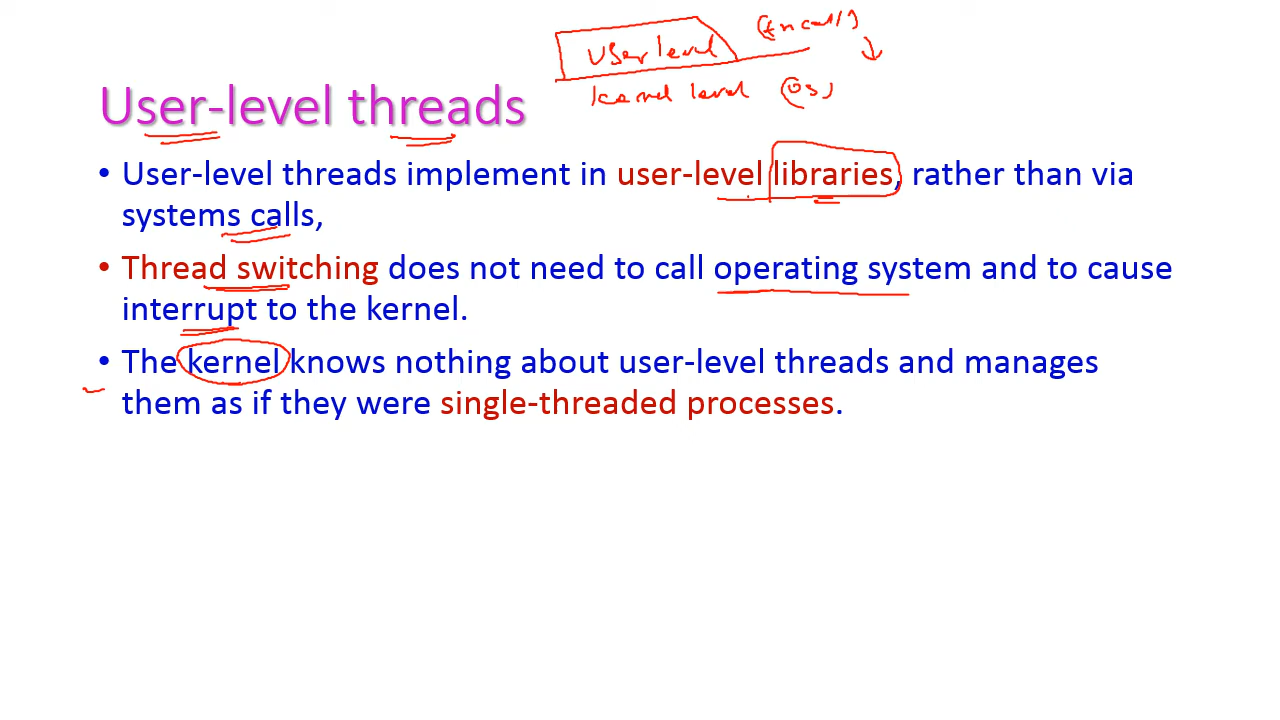 User level (fn call)
kernel level (os)
User-level threads
• User-level threads implement in user-level libraries, rather than via
systems calls,
• Thread switching does not need to call operating system and to cause
interrupt to the kernel.
• The kernel knows nothing about user-level threads and manages
them as if they were single-threaded processes.